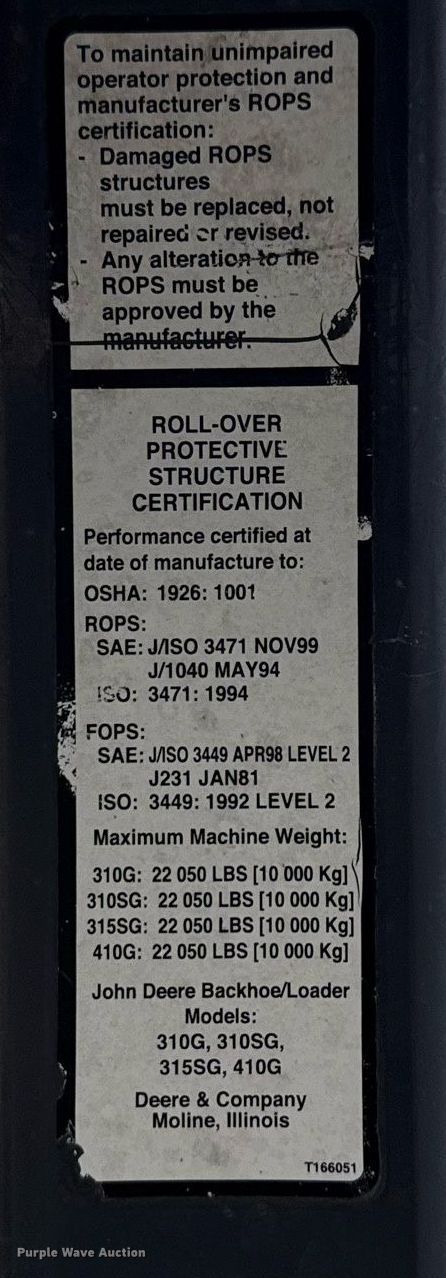 To maintain unimpaired
operator protection and
manufacturer's ROPS
certification:
- Damaged ROPS
structures
must be replaced, not
repaired or revised.
- Any alteration to the
ROPS must be
approved by the
manufacturer.
ROLL-OVER
PROTECTIVE
STRUCTURE
CERTIFICATION
Performance certified at
date of manufacture to:
OSHA: 1926: 1001
ROPS:
SAE: J/ISO 3471 NOV99
J/1040 MAY94
ISO: 3471: 1994
FOPS:
SAE: J/ISO 3449 APR98 LEVEL 2
J231 JAN81
ISO: 3449: 1992 LEVEL 2
Maximum Machine Weight:
310G: 22 050 LBS [10 000 Kg]
310SG: 22 050 LBS [10 000 Kg]
315SG: 22 050 LBS [10 000 Kg]
410G: 22 050 LBS [10 000 Kg]
John Deere Backhoe/Loader
Models:
310G, 310SG,
315SG, 410G
Deere & Company
Moline, Illinois
T166051
Purple Wave Auction